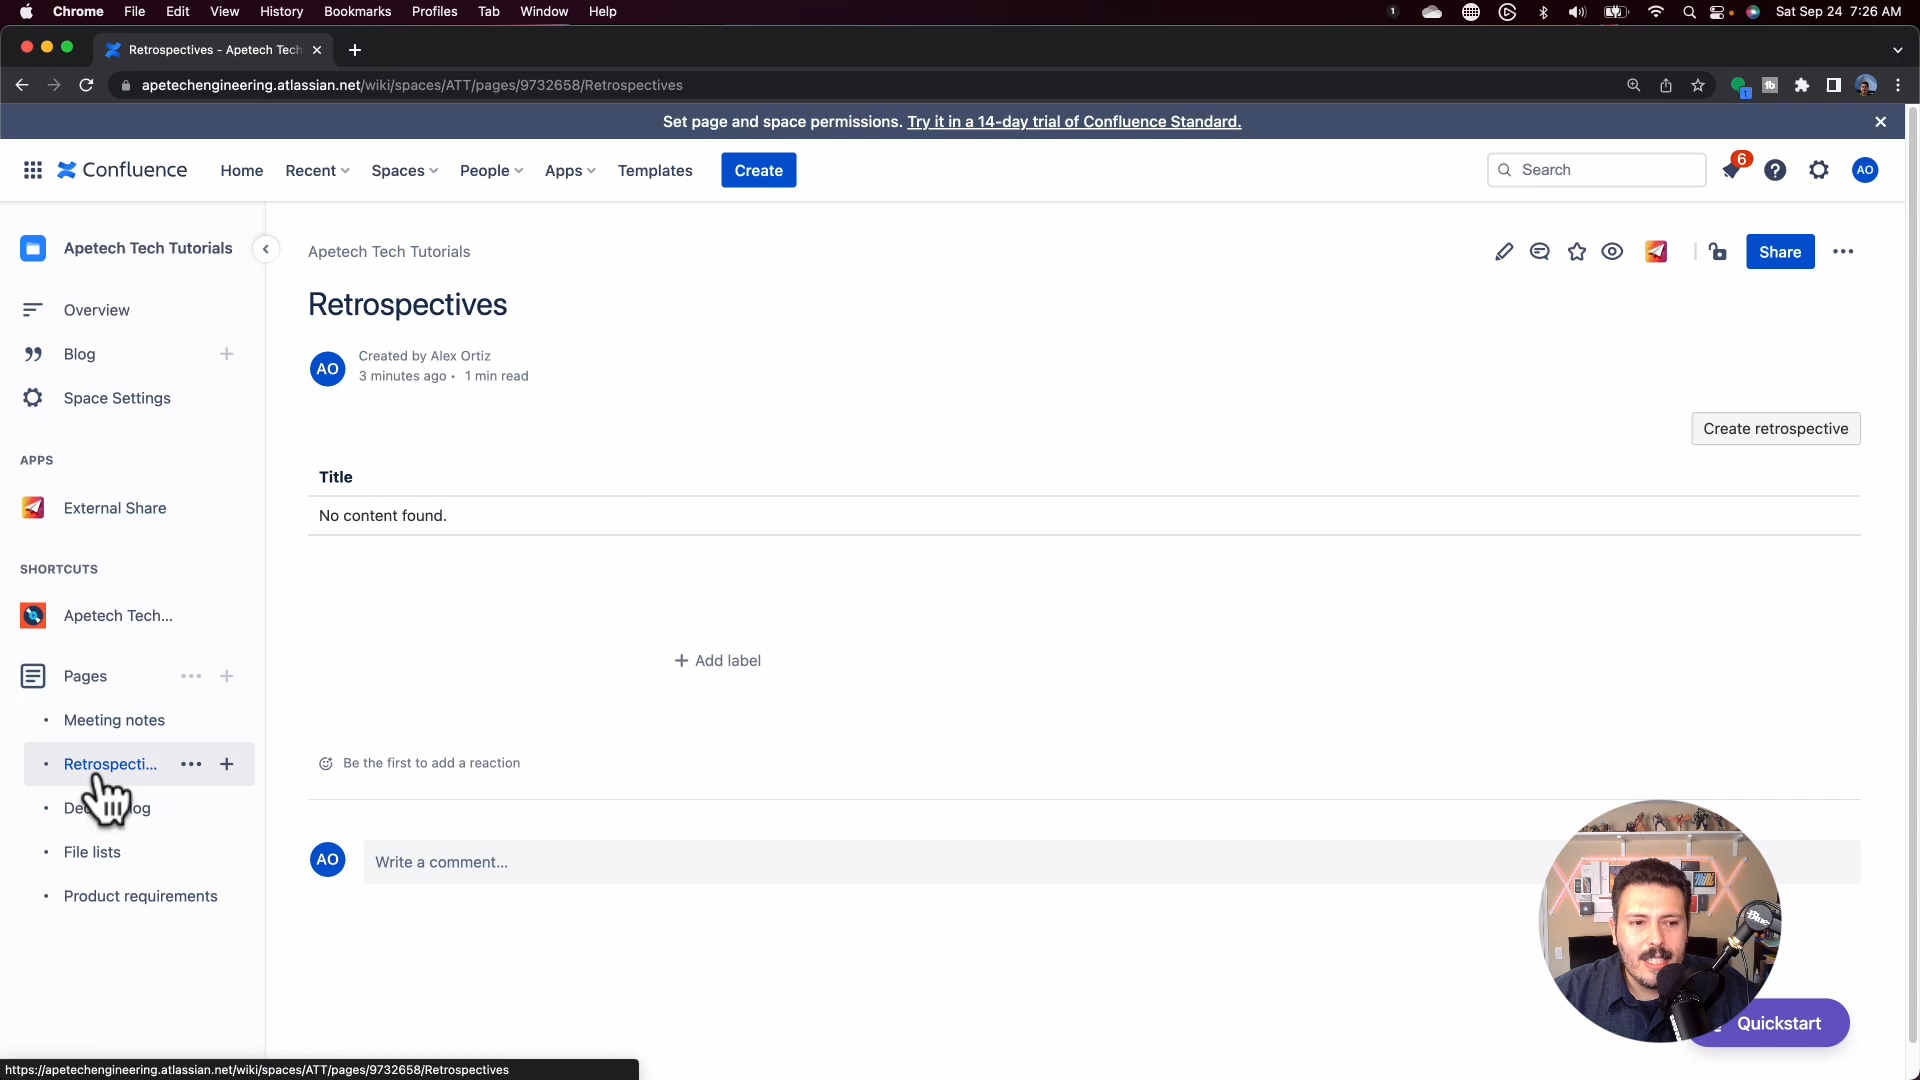 Chrome File Edit View History Bookmarks Profiles Tab Window Help
1
Sat Sep 24 7:26 AM
Retrospectives - Apetech Tech
apetechengineering.atlassian.net/wiki/spaces/ATT/pages/9732658/Retrospectives
1
Set page and space permissions. Try it in a 14-day trial of Confluence Standard.
Confluence
Home Recent Spaces People Apps Templates Create
Search
6
AO
Apetech Tech Tutorials
Overview
Blog
Space Settings
APPS
External Share
SHORTCUTS
Apetech Tech...
Pages
Meeting notes
Retrospecti...
File lists
Product requirements
Apetech Tech Tutorials
Share
Retrospectives
AO
Created by Alex Ortiz
3 minutes ago • 1 min read
Create retrospective
Title
No content found.
+ Add label
Be the first to add a reaction
AO
Write a comment...
Blue
Quickstart
https://apetechengineering.atlassian.net/wiki/spaces/ATT/pages/9732658/Retrospectives